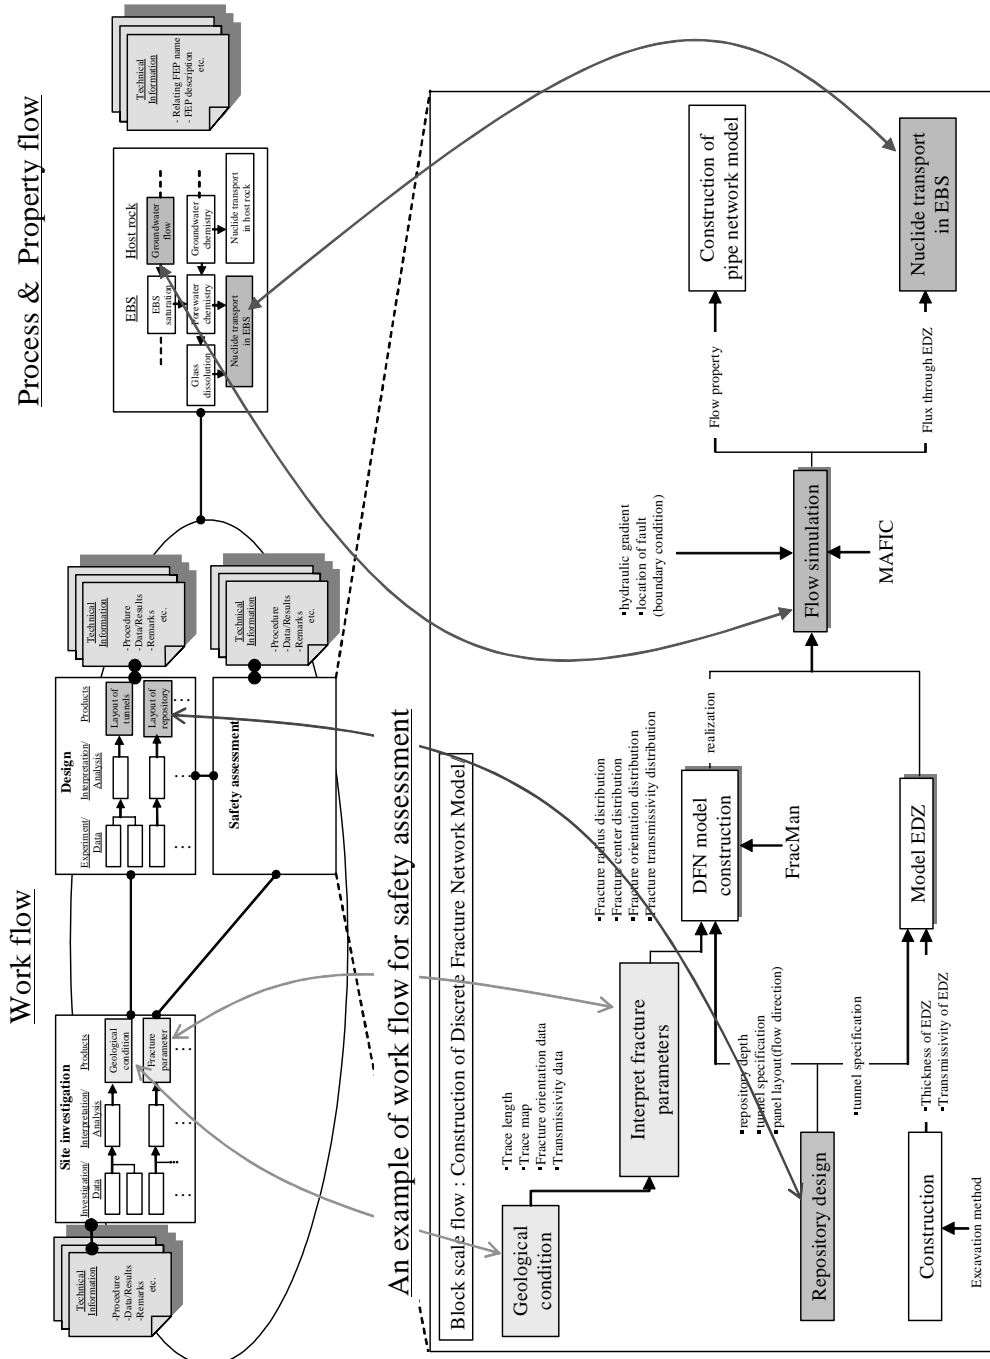 Work flow
Process & Property flow
Technical
Information
-Procedure
-Data/Results
-Remarks
etc.
Site investigation
Investigation/
Data
Interpretation/
Analysis
Products
Geological
condition
Fracture
parameter
Design
Experiment/
Data
Interpretation/
Analysis
Products
Layout of
tunnels
Layout of
repository
Safety assessment
Technical
Information
-Procedure
-Data/Results
-Remarks
etc.
Technical
Information
-Procedure
-Data/Results
-Remarks
etc.
EBS
Host rock
EBS
saturation
Groundwater
flow
Glass
dissolution
Porewater
chemistry
Groundwater
chemistry
Nuclide transport
in EBS
Nuclide transport
in host rock
Technical
Information
- Relating FEP name
- FEP description
etc.
An example of work flow for safety assessment
Block scale flow : Construction of Discrete Fracture Network Model
Geological
condition
▪Trace length
▪Trace map
▪Fracture orientation data
▪Transmissivity data
Interpret fracture
parameters
▪Fracture radius distribution
▪Fracture center distribution
▪Fracture orientation distribution
▪Fracture transmissivity distribution
DFN model
construction
FracMan
realization
Repository design
▪repository depth
▪tunnel specification
▪panel layout(flow direction)
▪tunnel specification
Construction
Excavation method
▪Thickness of EDZ
▪Transmissivity of EDZ
Model EDZ
▪hydraulic gradient
▪location of fault
(boundary condition)
Flow simulation
MAFIC
Flow property
Flux through EDZ
Construction of
pipe network model
Nuclide transport
in EBS